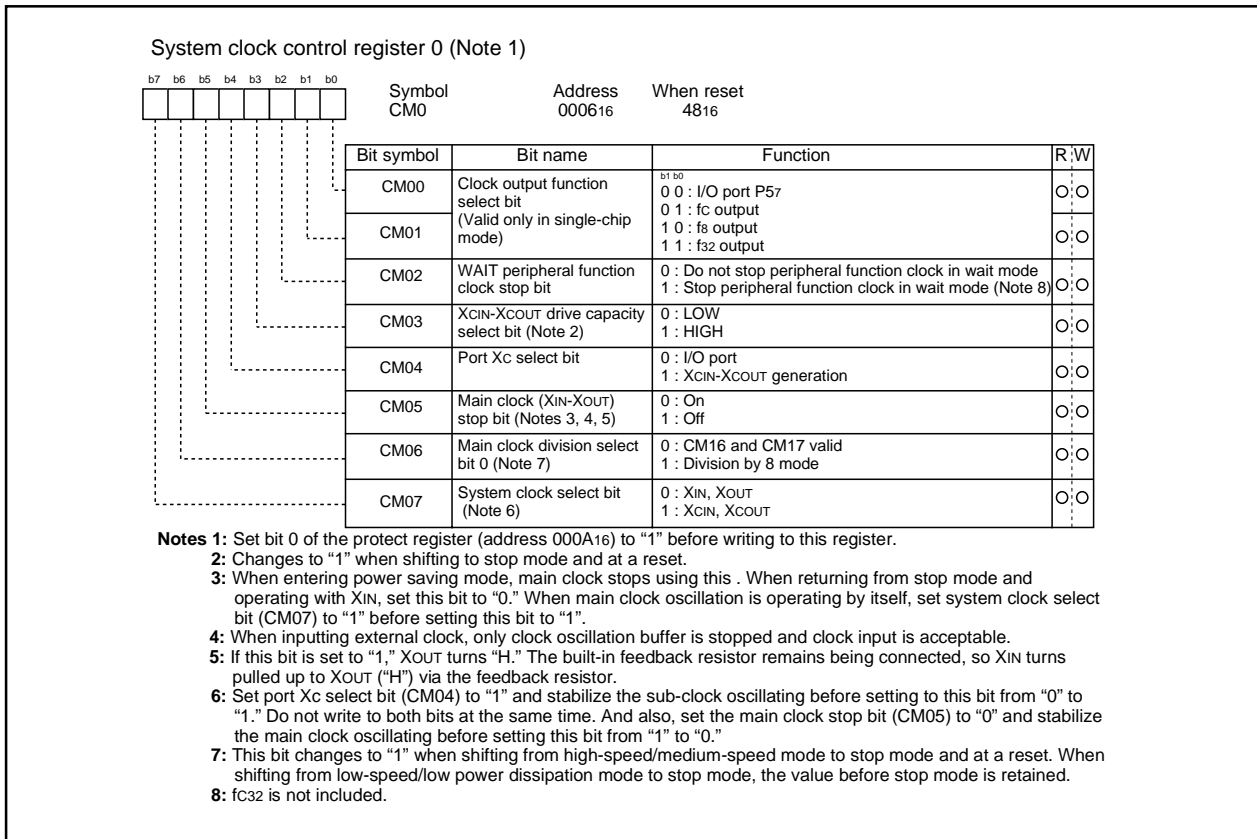 System clock control register 0 (Note 1)
b7 b6 b5 b4 b3 b2 b1 b0
Symbol Address When reset
CM0 000616 4816
Bit symbol Bit name Function R W
CM00 Clock output function select bit (Valid only in single-chip mode)
b1 b0
0 0 : I/O port P57
0 1 : fC output
1 0 : f8 output
1 1 : f32 output
CM01
CM02 WAIT peripheral function clock stop bit
0 : Do not stop peripheral function clock in wait mode
1 : Stop peripheral function clock in wait mode (Note 8)
CM03 XCIN-XCOUT drive capacity select bit (Note 2)
0 : LOW
1 : HIGH
CM04 Port XC select bit
0 : I/O port
1 : XCIN-XCOUT generation
CM05 Main clock (XIN-XOUT) stop bit (Notes 3, 4, 5)
0 : On
1 : Off
CM06 Main clock division select bit 0 (Note 7)
0 : CM16 and CM17 valid
1 : Division by 8 mode
CM07 System clock select bit (Note 6)
0 : XIN, XOUT
1 : XCIN, XCOUT
Notes 1: Set bit 0 of the protect register (address 000A16) to “1” before writing to this register.
2: Changes to “1” when shifting to stop mode and at a reset.
3: When entering power saving mode, main clock stops using this . When returning from stop mode and
operating with XIN, set this bit to “0.” When main clock oscillation is operating by itself, set system clock select
bit (CM07) to “1” before setting this bit to “1”.
4: When inputting external clock, only clock oscillation buffer is stopped and clock input is acceptable.
5: If this bit is set to “1,” XOUT turns “H.” The built-in feedback resistor remains being connected, so XIN turns
pulled up to XOUT (“H”) via the feedback resistor.
6: Set port Xc select bit (CM04) to “1” and stabilize the sub-clock oscillating before setting to this bit from “0” to
“1.” Do not write to both bits at the same time. And also, set the main clock stop bit (CM05) to “0” and stabilize
the main clock oscillating before setting this bit from “1” to “0.”
7: This bit changes to “1” when shifting from high-speed/medium-speed mode to stop mode and at a reset. When
shifting from low-speed/low power dissipation mode to stop mode, the value before stop mode is retained.
8: fC32 is not included.